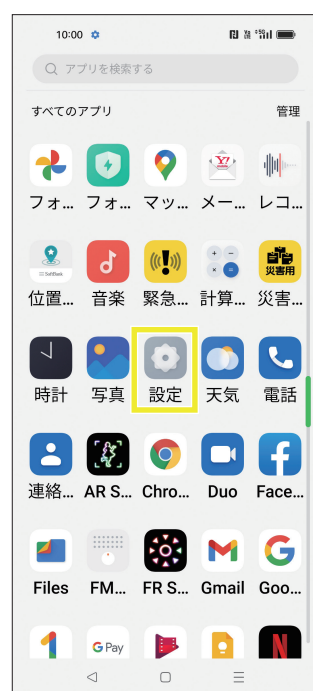 10:00
5G
アプリを検索する
すべてのアプリ 管理
フォ... フォ... マッ... メー... レコ...
SoftBank
災害用
位置... 音楽 緊急... 計算... 災害...
時計 写真 設定 天気 電話
連絡... AR S... Chro... Duo Face...
Files FM... FR S... Gmail Goo...
G Pay